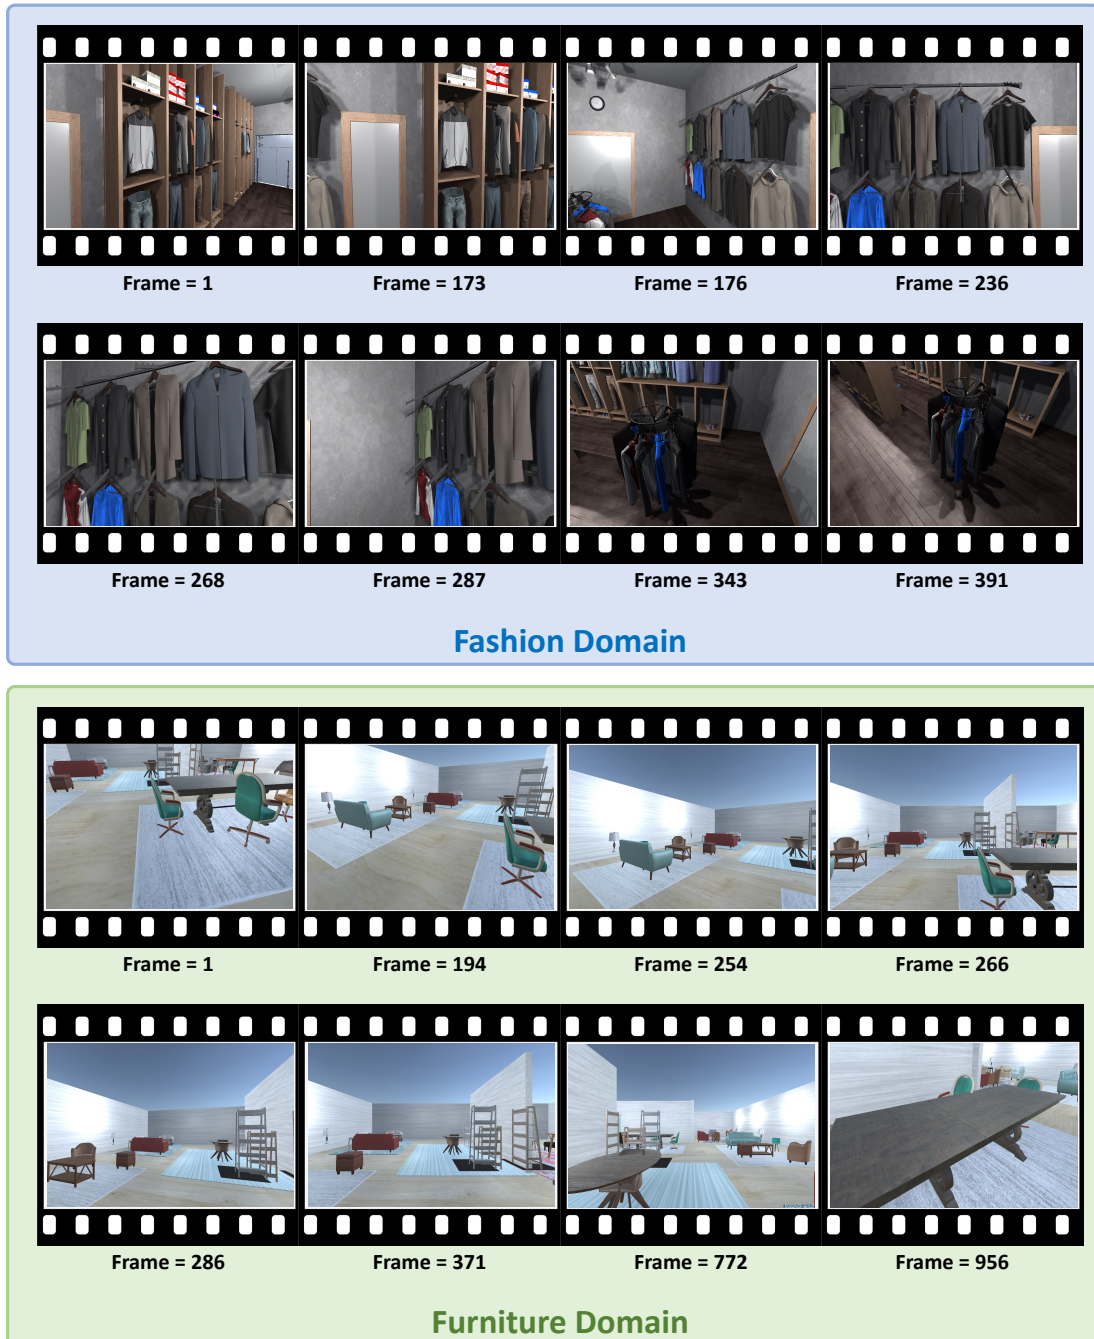 Frame = 1
Frame = 173
Frame = 176
Frame = 236
Frame = 268
Frame = 287
Frame = 343
Frame = 391
Fashion Domain
Frame = 1
Frame = 194
Frame = 254
Frame = 266
Frame = 286
Frame = 371
Frame = 772
Frame = 956
Furniture Domain